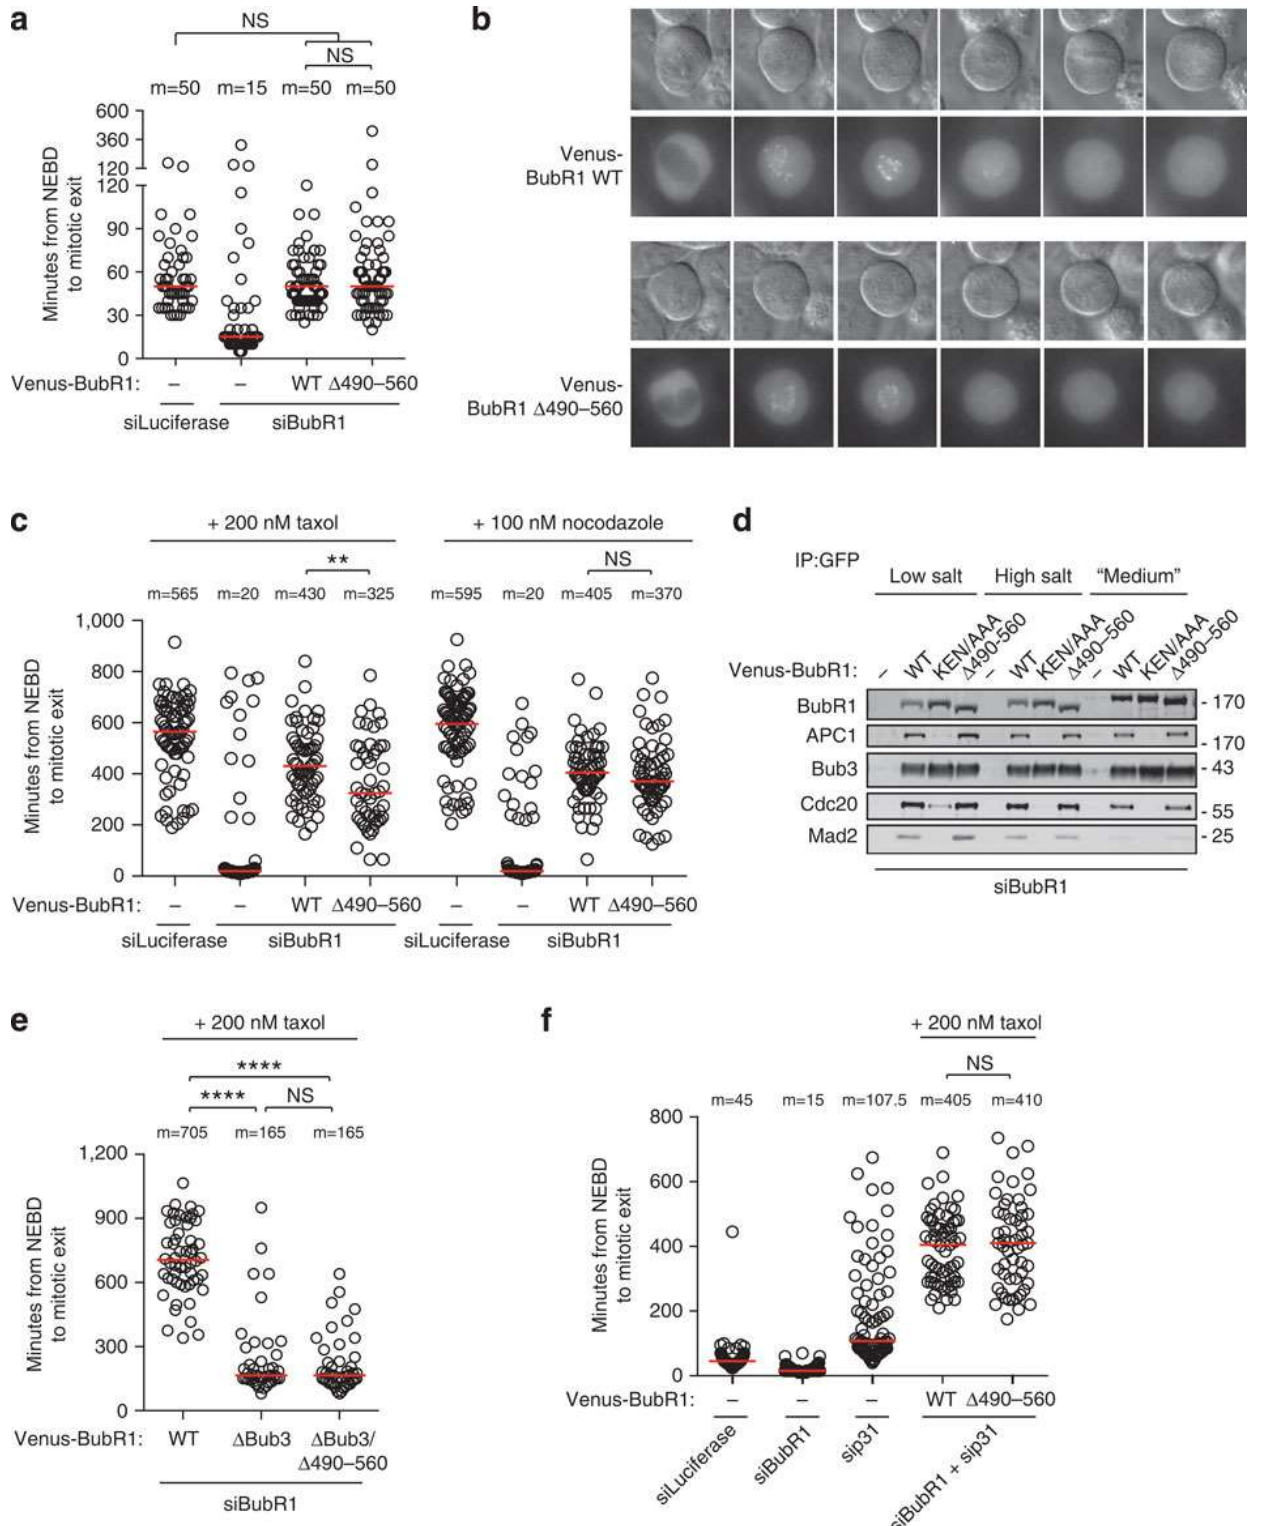 a
NS
NS
m=50 m=15 m=50 m=50
600
360
120
120
90
60
30
0
Minutes from NEBD
to mitotic exit
Venus-BubR1: – – WT Δ490–560
siLuciferase siBubR1
b
Venus-
BubR1 WT
Venus-
BubR1 Δ490–560
c
+ 200 nM taxol + 100 nM nocodazole
** NS
m=565 m=20 m=430 m=325 m=595 m=20 m=405 m=370
1,000
800
600
400
200
0
Minutes from NEBD
to mitotic exit
Venus-BubR1: – – WT Δ490–560 – – WT Δ490–560
siLuciferase siBubR1 siLuciferase siBubR1
d
IP:GFP
Low salt High salt “Medium”
Venus-BubR1: – WT KEN/AAA Δ490-560 – WT KEN/AAA Δ490–560 – WT KEN/AAA Δ490–560
BubR1 - 170
APC1 - 170
Bub3 - 43
Cdc20 - 55
Mad2 - 25
siBubR1
e
+ 200 nM taxol
****
**** NS
m=705 m=165 m=165
1,200
900
600
300
0
Minutes from NEBD
to mitotic exit
Venus-BubR1: WT ΔBub3 ΔBub3/
Δ490–560
siBubR1
f
+ 200 nM taxol
NS
m=45 m=15 m=107.5 m=405 m=410
800
600
400
200
0
Minutes from NEBD
to mitotic exit
Venus-BubR1: – – – WT Δ490–560
siLuciferase siBubR1 sip31 siBubR1 + sip31